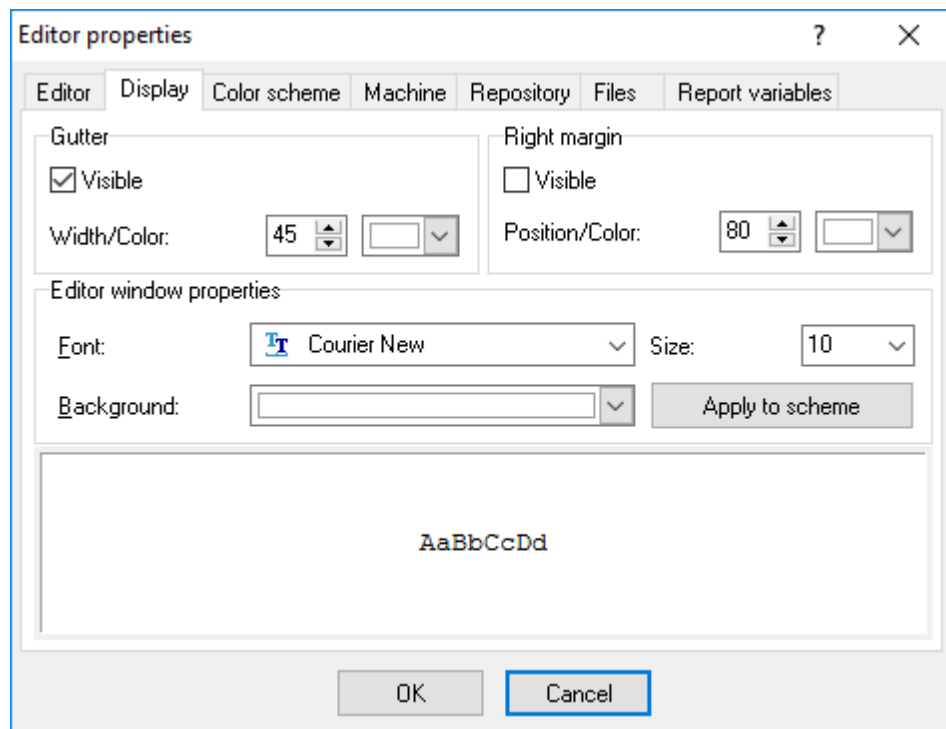 Editor properties ?
Editor Display Color scheme Machine Repository Files Report variables
Gutter
Visible
Width/Color: 45
Right margin
Visible
Position/Color: 80
Editor window properties
Font: Courier New Size: 10
Background: Apply to scheme
AaBbCcDd
OK Cancel